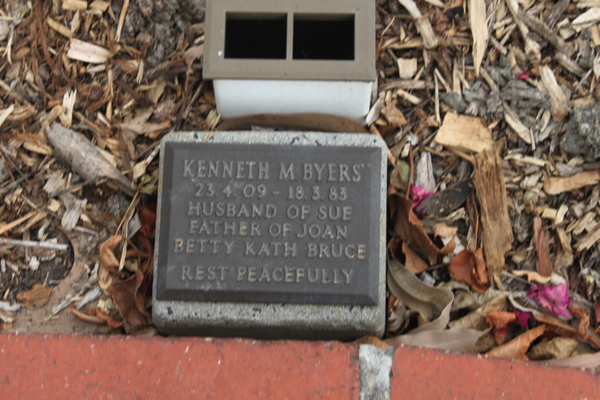 KENNETH M BYERS
23.4.09 - 18.3.83
HUSBAND OF SUE
FATHER OF JOAN
BETTY KATH BRUCE
REST PEACEFULLY